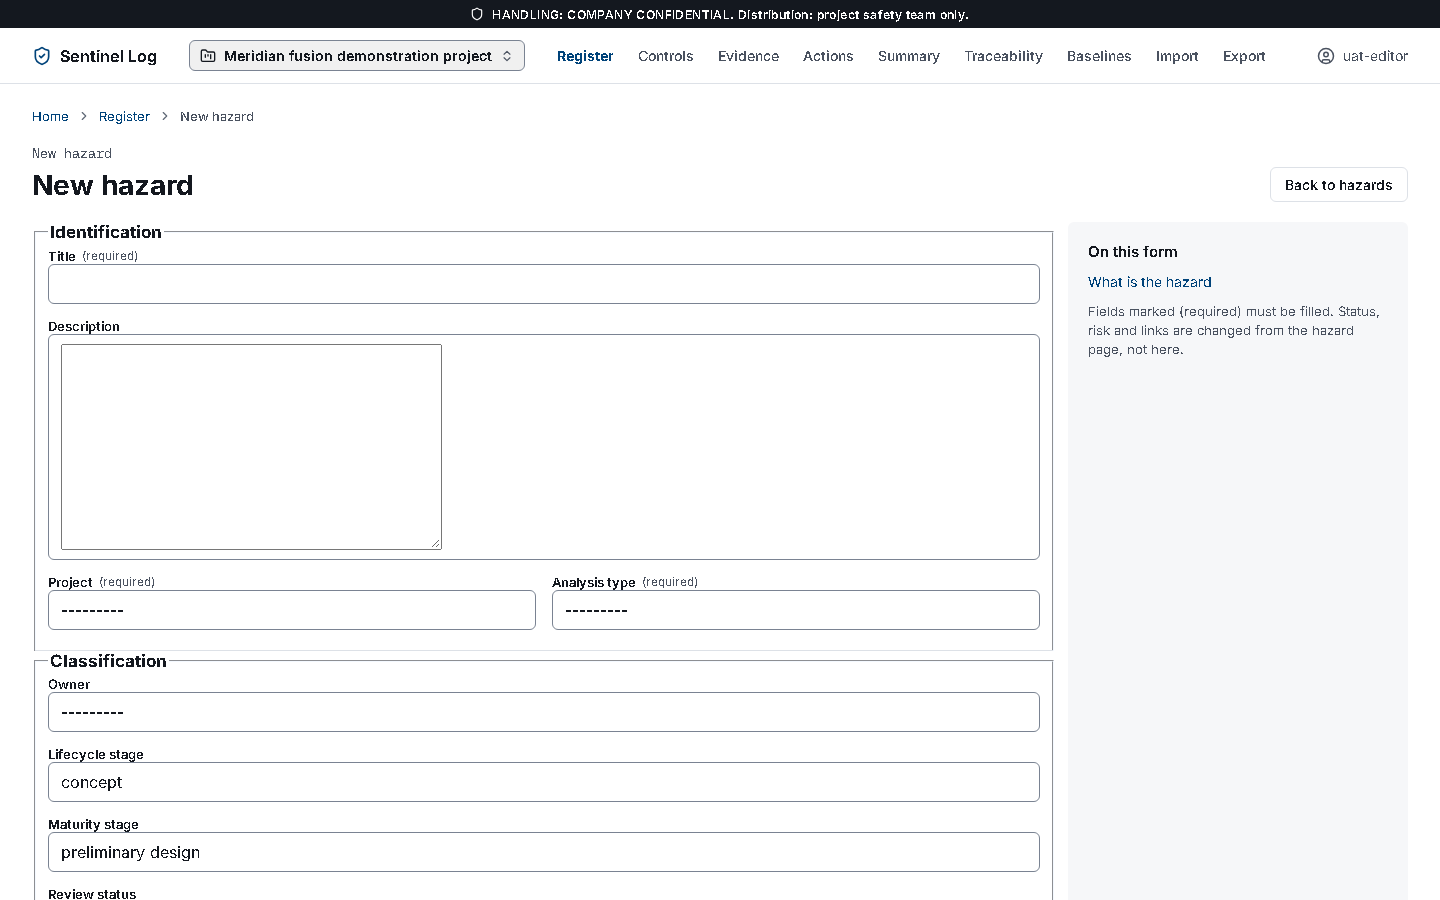 HANDLING: COMPANY CONFIDENTIAL. Distribution: project safety team only.
Sentinel Log
Meridian fusion demonstration project
Register
Controls
Evidence
Actions
Summary
Traceability
Baselines
Import
Export
uat-editor
Home > Register > New hazard
New hazard
New hazard
Back to hazards
Identification
Title (required)
Description
Project (required)
Analysis type (required)
---------
---------
Classification
Owner
---------
Lifecycle stage
concept
Maturity stage
preliminary design
Review status
On this form
What is the hazard
Fields marked (required) must be filled. Status,
risk and links are changed from the hazard
page, not here.